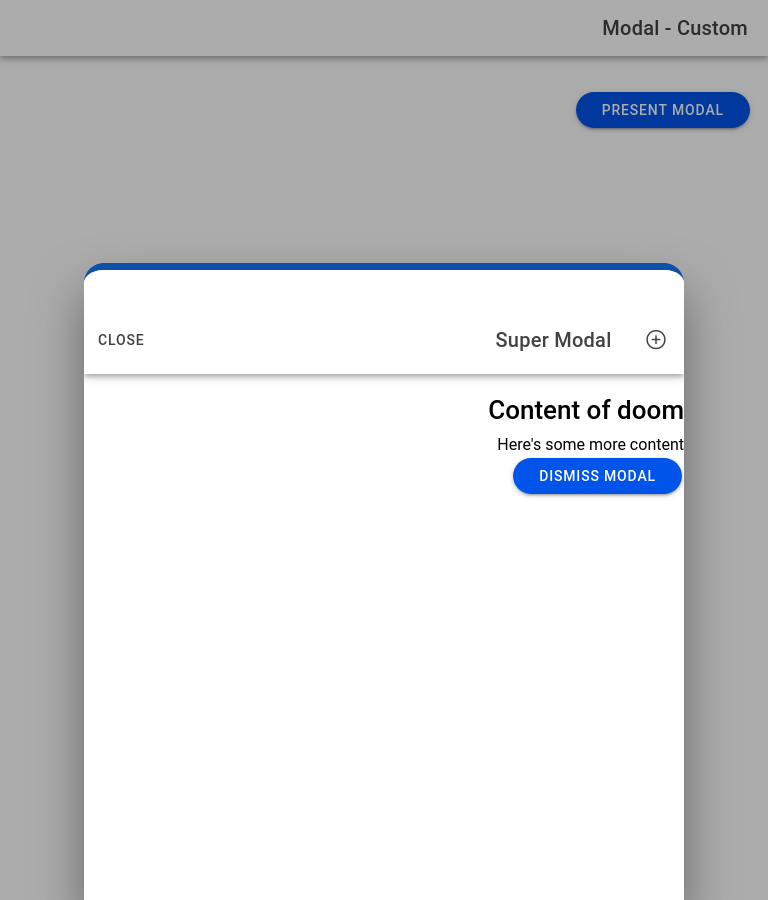 Modal - Custom
PRESENT MODAL
CLOSE
Super Modal
Content of doom
Here's some more content
DISMISS MODAL